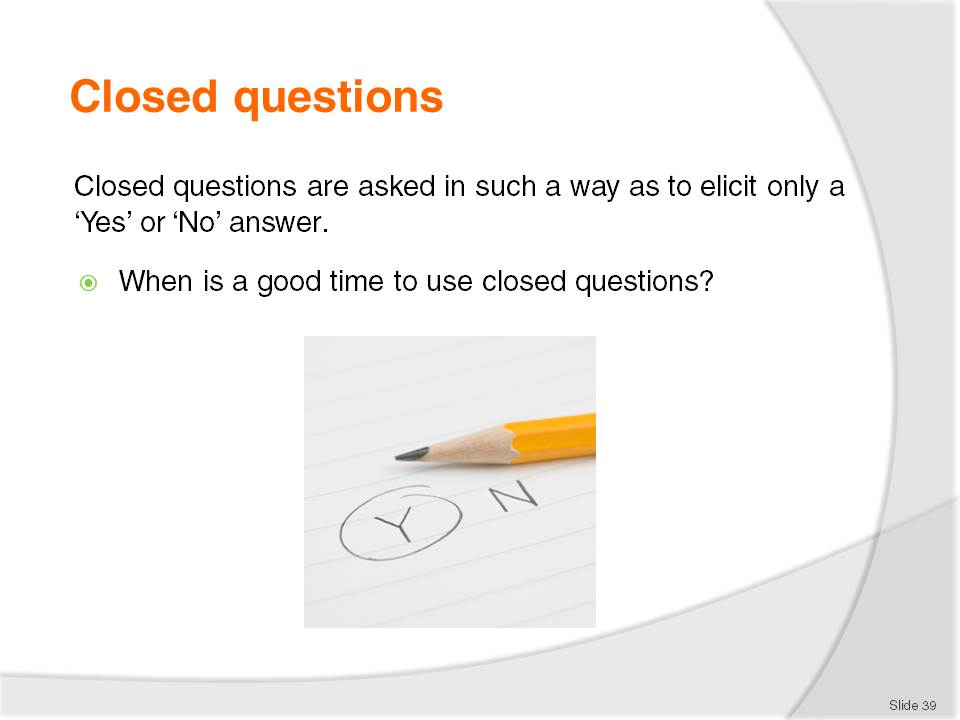 Closed questions
Closed questions are asked in such a way as to elicit only a
‘Yes’ or ‘No’ answer.
When is a good time to use closed questions?
Y N
Slide 39